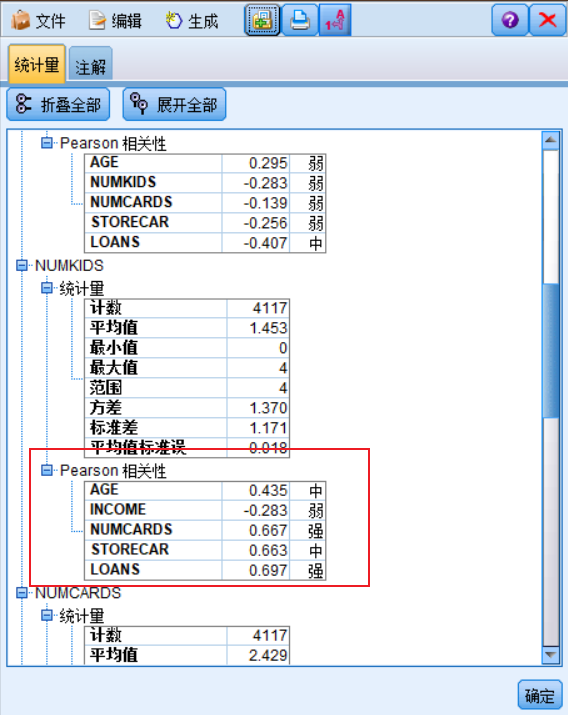 文件 编辑 生成
统计量 注解
折叠全部 展开全部
Pearson 相关性
AGE 0.295 弱
NUMKIDS -0.283 弱
NUMCARDS -0.139 弱
STORECAR -0.256 弱
LOANS -0.407 中
NUMKIDS
统计量
计数 4117
平均值 1.453
最小值 0
最大值 4
范围 4
方差 1.370
标准差 1.171
平均值标准误 0.018
Pearson 相关性
AGE 0.435 中
INCOME -0.283 弱
NUMCARDS 0.667 强
STORECAR 0.663 中
LOANS 0.697 强
NUMCARDS
统计量
计数 4117
平均值 2.429
确定